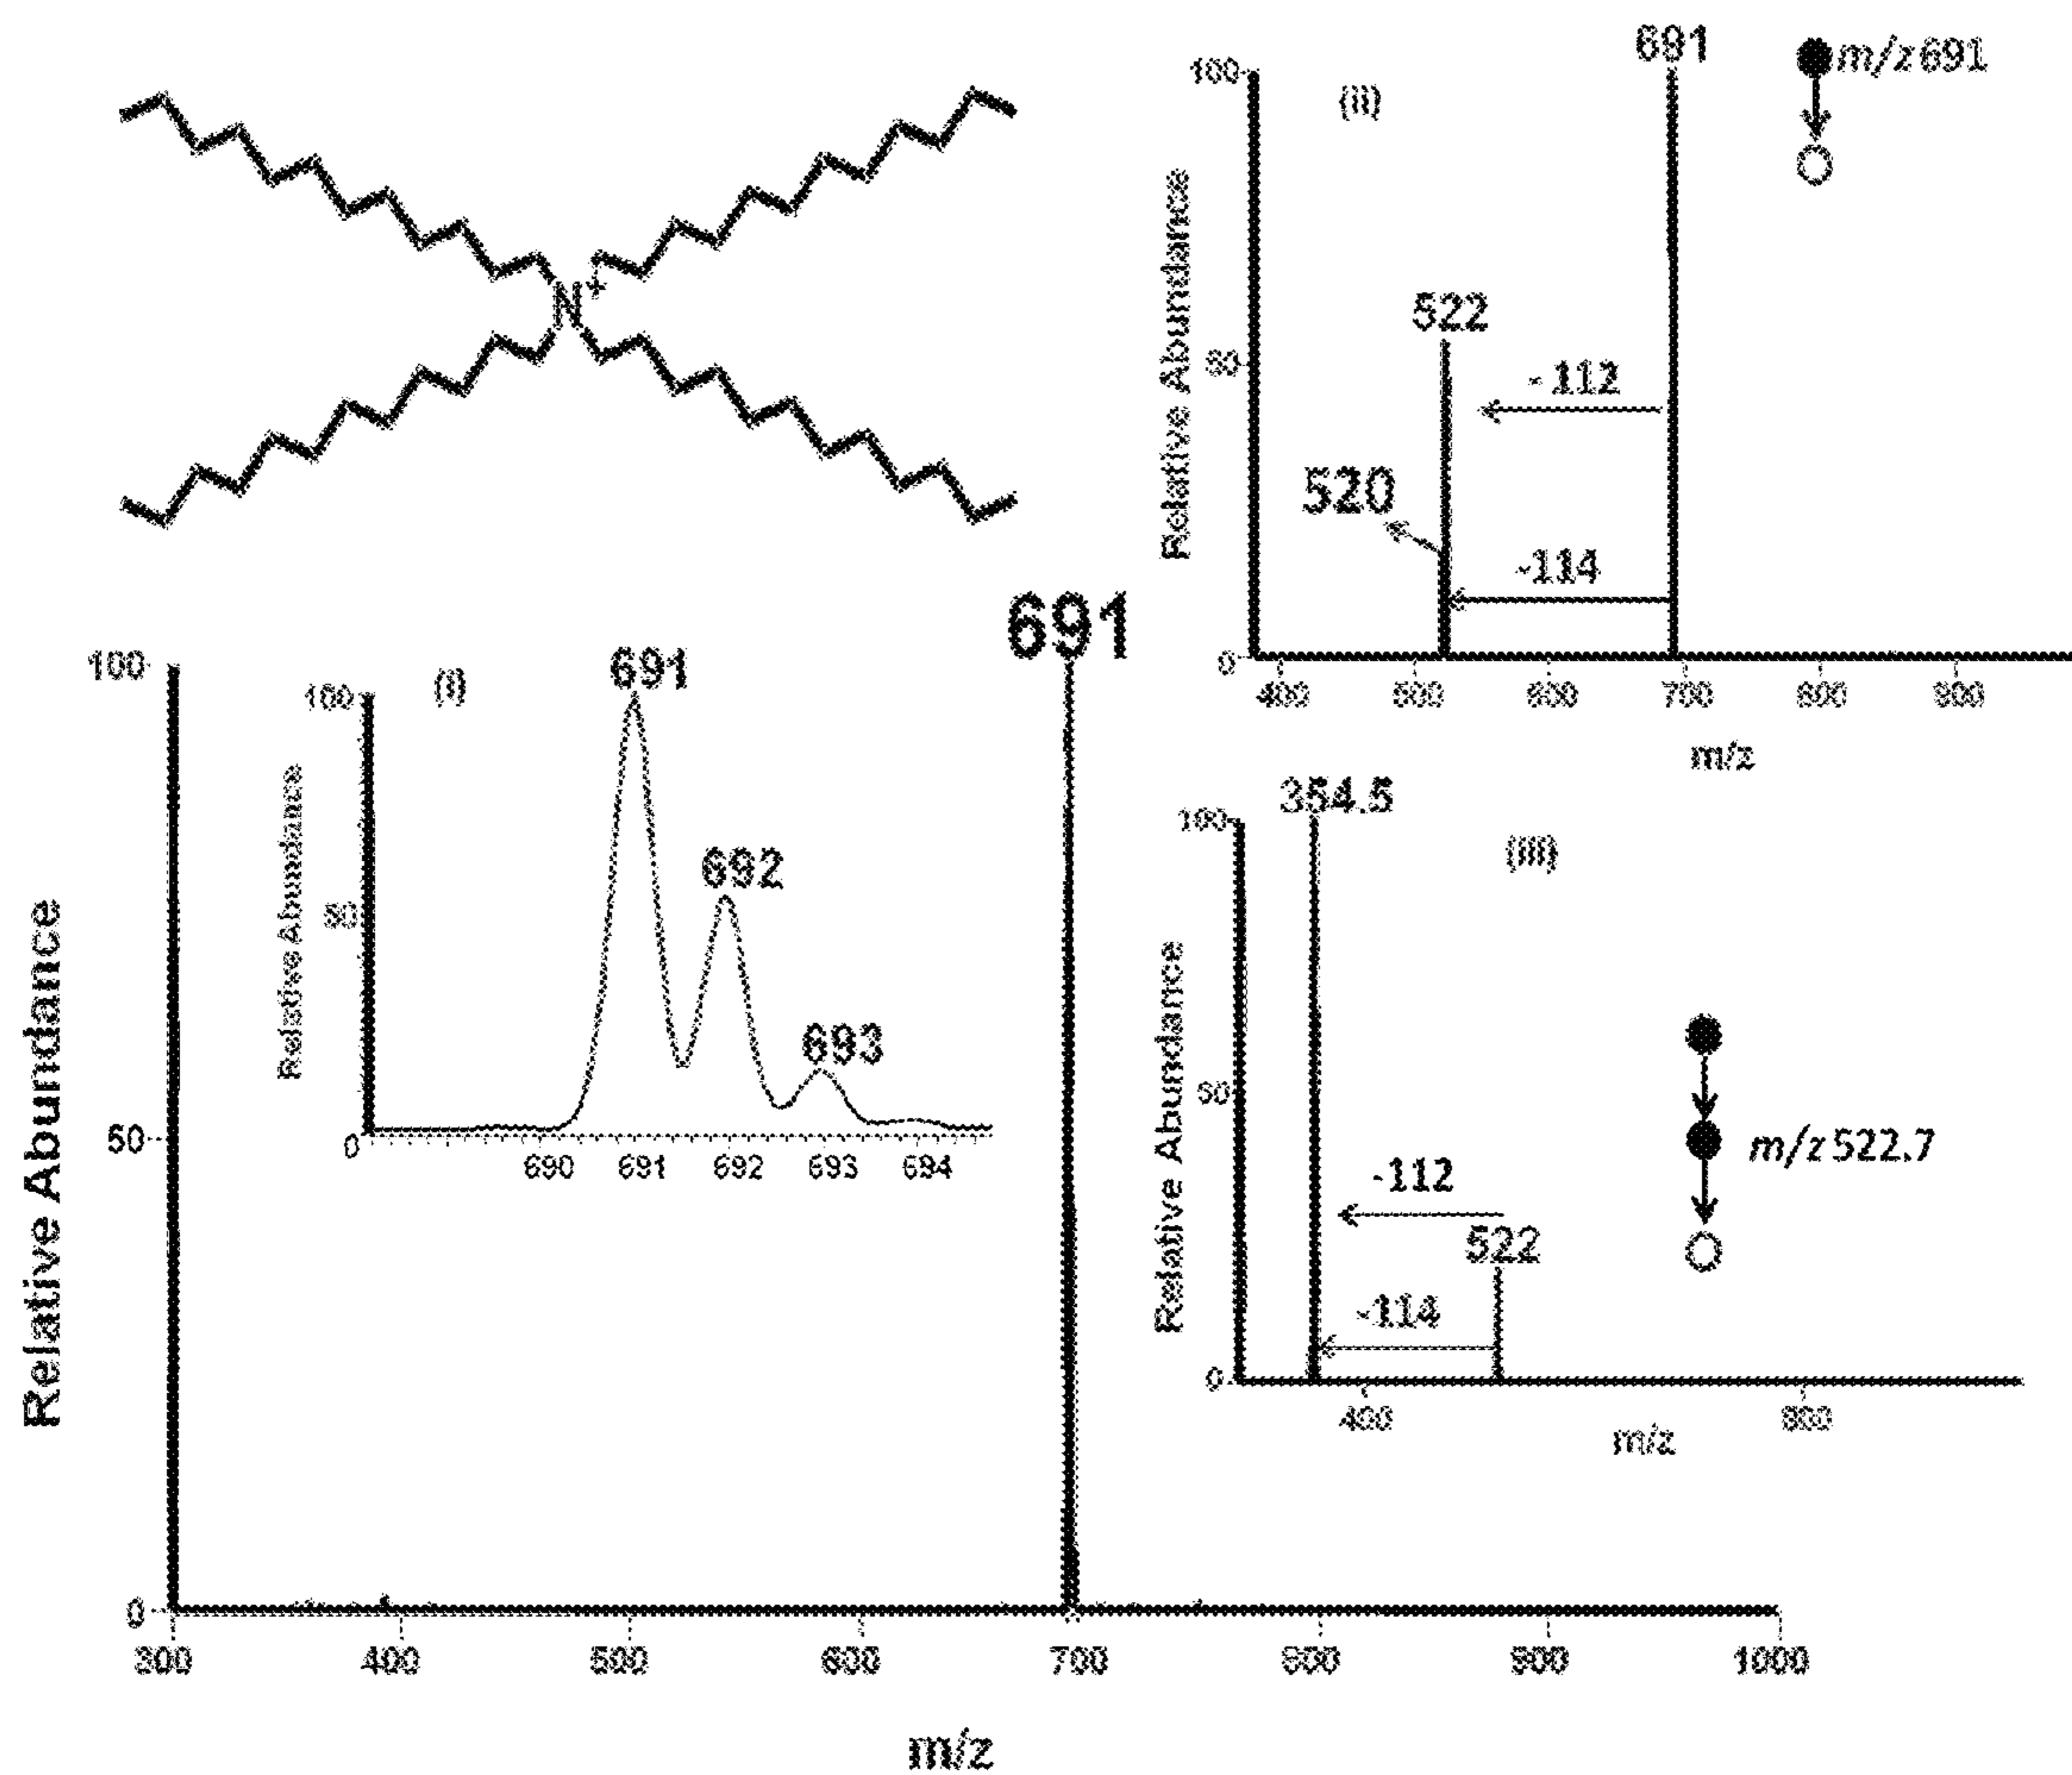 N+
691
100
(ii)
m/z 691
Relative Abundance
522
50
- 112
520
-114
0
400 500 600 700 800 900
m/z
691
100
50
0
Relative Abundance
691
100
(i)
Relative Abundance
692
50
693
0
690 691 692 693 694
354.5
100
(iii)
Relative Abundance
50
-112
522
m/z 522.7
-114
0
400
800
m/z
300 400 500 600 700 800 900 1000
m/z